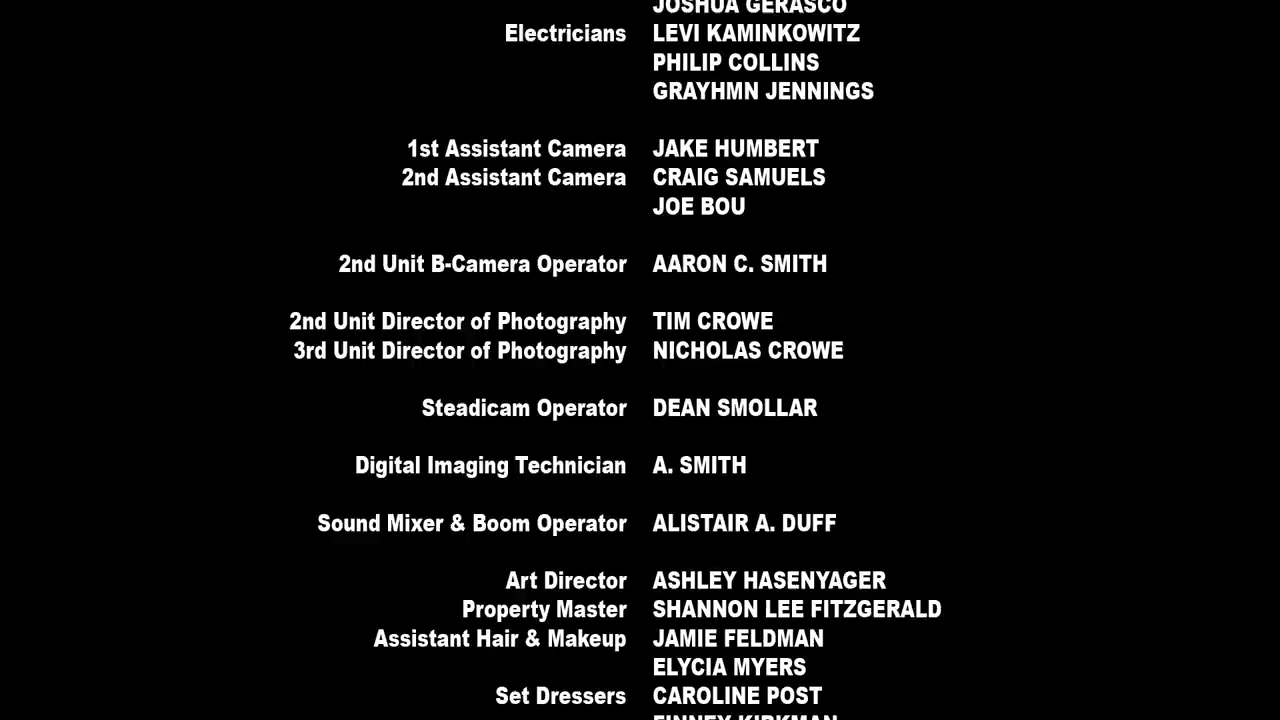 JOSHUA GERASCO
Electricians LEVI KAMINKOWITZ
PHILIP COLLINS
GRAYHMN JENNINGS
1st Assistant Camera JAKE HUMBERT
2nd Assistant Camera CRAIG SAMUELS
JOE BOU
2nd Unit B-Camera Operator AARON C. SMITH
2nd Unit Director of Photography TIM CROWE
3rd Unit Director of Photography NICHOLAS CROWE
Steadicam Operator DEAN SMOLLAR
Digital Imaging Technician A. SMITH
Sound Mixer & Boom Operator ALISTAIR A. DUFF
Art Director ASHLEY HASENYAGER
Property Master SHANNON LEE FITZGERALD
Assistant Hair & Makeup JAMIE FELDMAN
ELYCIA MYERS
Set Dressers CAROLINE POST
FINNEY KIRKMAN